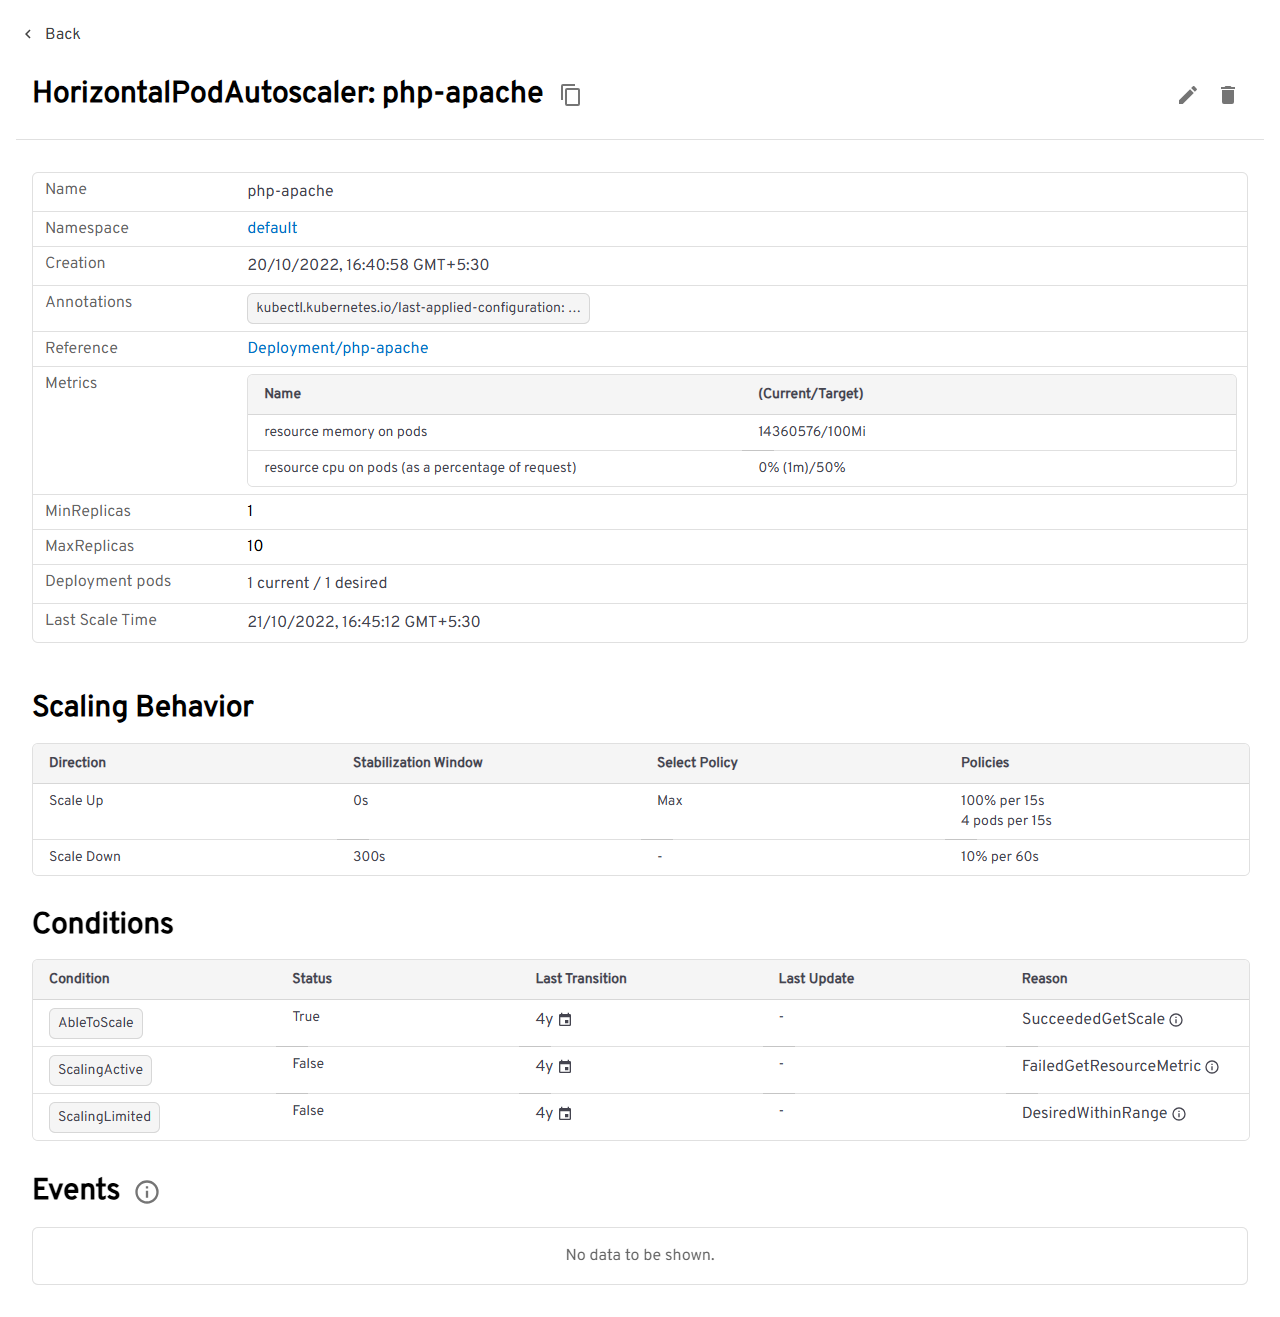 Back
HorizontalPodAutoscaler: php-apache
Name php-apache
Namespace default
Creation 20/10/2022, 16:40:58 GMT+5:30
Annotations kubectl.kubernetes.io/last-applied-configuration: …
Reference Deployment/php-apache
Metrics
Name (Current/Target)
resource memory on pods 14360576/100Mi
resource cpu on pods (as a percentage of request) 0% (1m)/50%
MinReplicas 1
MaxReplicas 10
Deployment pods 1 current / 1 desired
Last Scale Time 21/10/2022, 16:45:12 GMT+5:30
Scaling Behavior
Direction Stabilization Window Select Policy Policies
Scale Up 0s Max 100% per 15s
4 pods per 15s
Scale Down 300s - 10% per 60s
Conditions
Condition Status Last Transition Last Update Reason
AbleToScale True 4y - SucceededGetScale
ScalingActive False 4y - FailedGetResourceMetric
ScalingLimited False 4y - DesiredWithinRange
Events
No data to be shown.